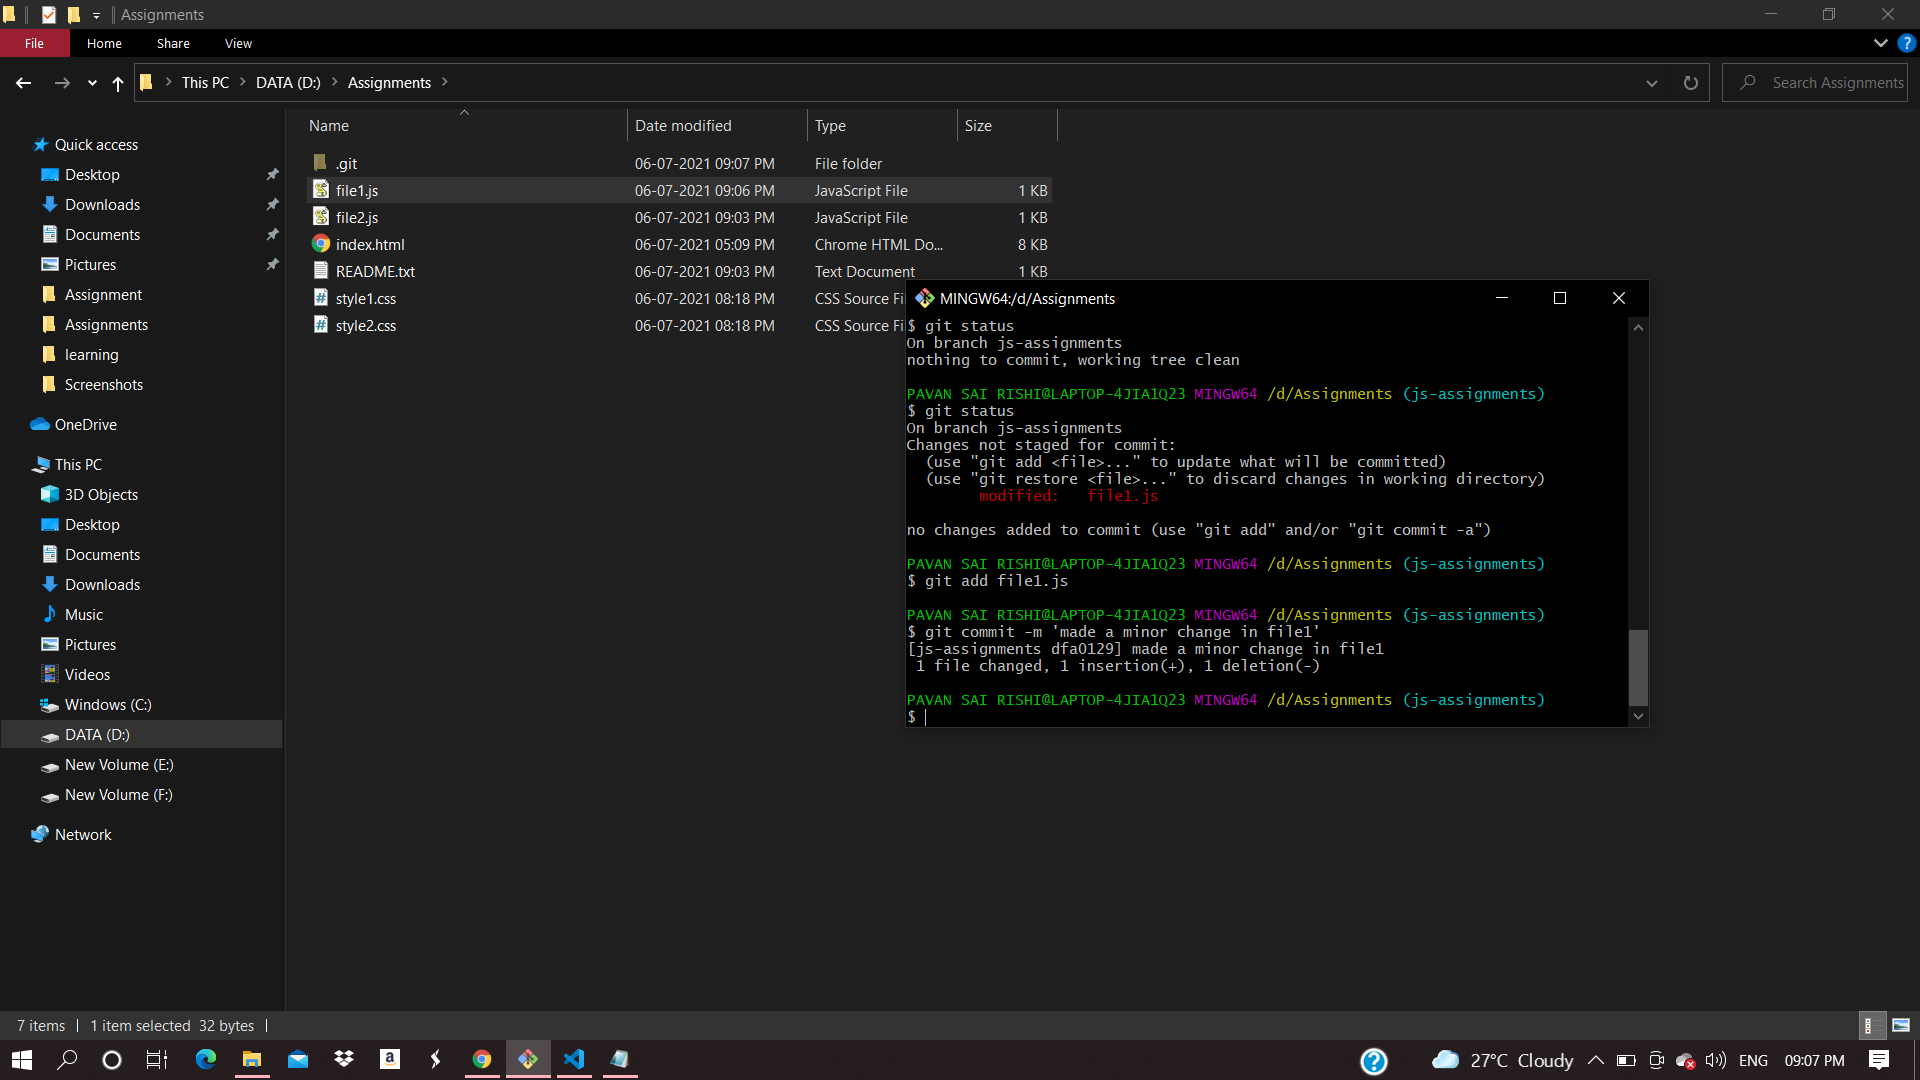 Assignments
File Home Share View
This PC DATA (D:) Assignments Search Assignments
Name Date modified Type Size
.git 06-07-2021 09:07 PM File folder
file1.js 06-07-2021 09:06 PM JavaScript File 1 KB
file2.js 06-07-2021 09:03 PM JavaScript File 1 KB
index.html 06-07-2021 05:09 PM Chrome HTML Do... 8 KB
README.txt 06-07-2021 09:03 PM Text Document 1 KB
style1.css 06-07-2021 08:18 PM CSS Source Fi
style2.css 06-07-2021 08:18 PM CSS Source Fi
Quick access
Desktop
Downloads
Documents
Pictures
Assignment
Assignments
learning
Screenshots
OneDrive
This PC
3D Objects
Desktop
Documents
Downloads
Music
Pictures
Videos
Windows (C:)
DATA (D:)
New Volume (E:)
New Volume (F:)
Network
MINGW64:/d/Assignments
$ git status
On branch js-assignments
nothing to commit, working tree clean
PAVAN SAI RISHI@LAPTOP-4JIA1Q23 MINGW64 /d/Assignments (js-assignments)
$ git status
On branch js-assignments
Changes not staged for commit:
(use "git add <file>..." to update what will be committed)
(use "git restore <file>..." to discard changes in working directory)
modified: file1.js
no changes added to commit (use "git add" and/or "git commit -a")
PAVAN SAI RISHI@LAPTOP-4JIA1Q23 MINGW64 /d/Assignments (js-assignments)
$ git add file1.js
PAVAN SAI RISHI@LAPTOP-4JIA1Q23 MINGW64 /d/Assignments (js-assignments)
$ git commit -m 'made a minor change in file1'
[js-assignments dfa0129] made a minor change in file1
1 file changed, 1 insertion(+), 1 deletion(-)
PAVAN SAI RISHI@LAPTOP-4JIA1Q23 MINGW64 /d/Assignments (js-assignments)
$
7 items 1 item selected 32 bytes
27°C Cloudy ENG 09:07 PM